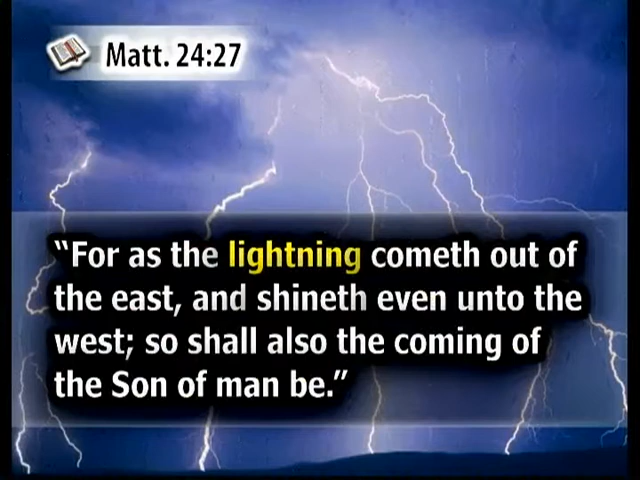 Matt. 24:27
“For as the lightning cometh out of
the east, and shineth even unto the
west; so shall also the coming of
the Son of man be.”